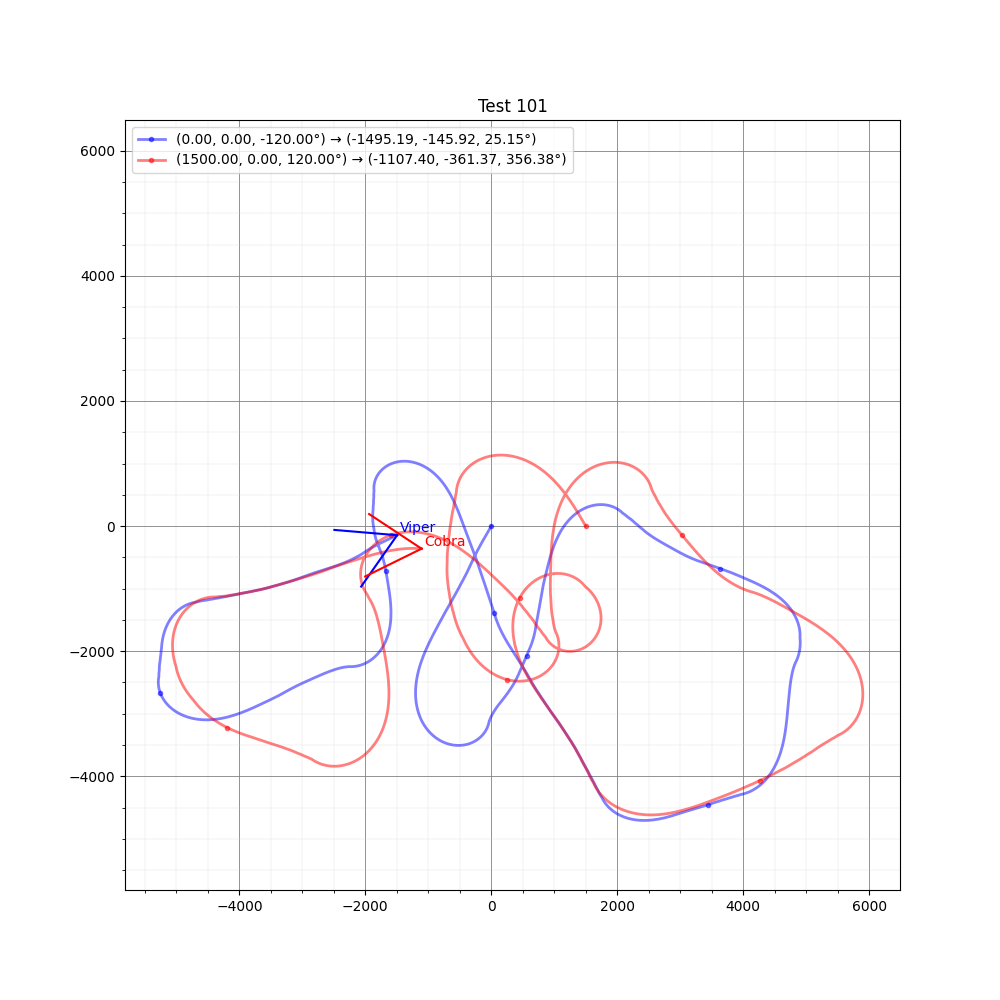 Test 101
(0.00, 0.00, -120.00°) → (-1495.19, -145.92, 25.15°)
(1500.00, 0.00, 120.00°) → (-1107.40, -361.37, 356.38°)
6000
4000
2000
0
−2000
−4000
Viper
Cobra
−4000 −2000 0 2000 4000 6000